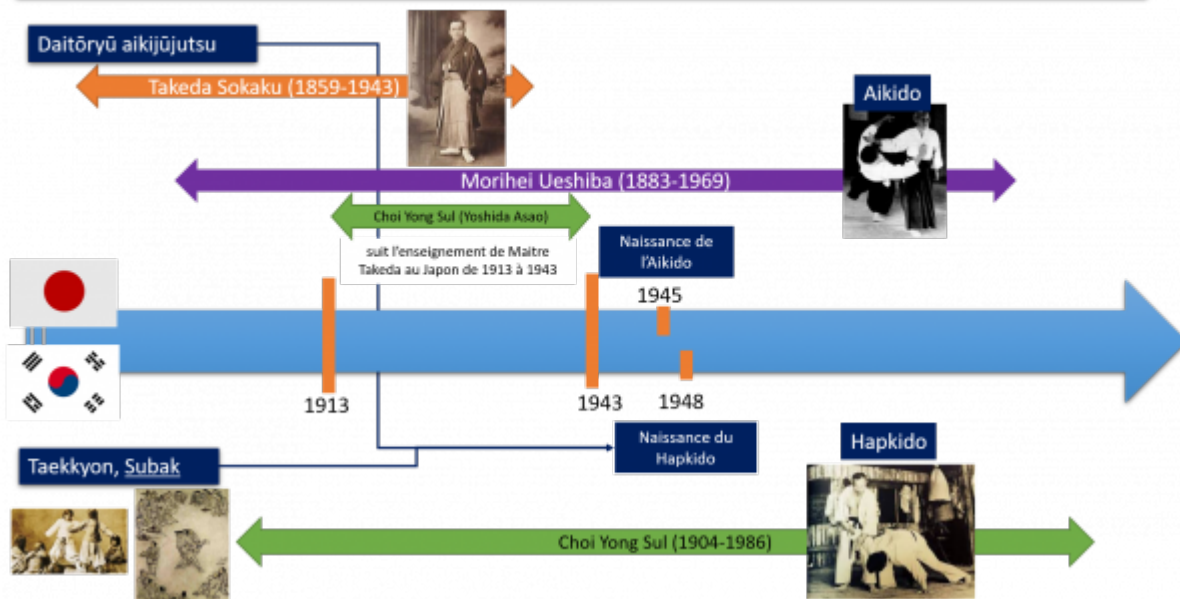 Daitōryū aikijūjutsu
Takeda Sokaku (1859-1943)
Aikido
Morihei Ueshiba (1883-1969)
Choi Yong Sul (Yoshida Asao)
suit l'enseignement de Maitre
Takeda au Japon de 1913 à 1943
Naissance de
l'Aikido
1945
1913
1943
1948
Naissance du
Hapkido
Hapkido
Taekkyon, Subak
Choi Yong Sul (1904-1986)